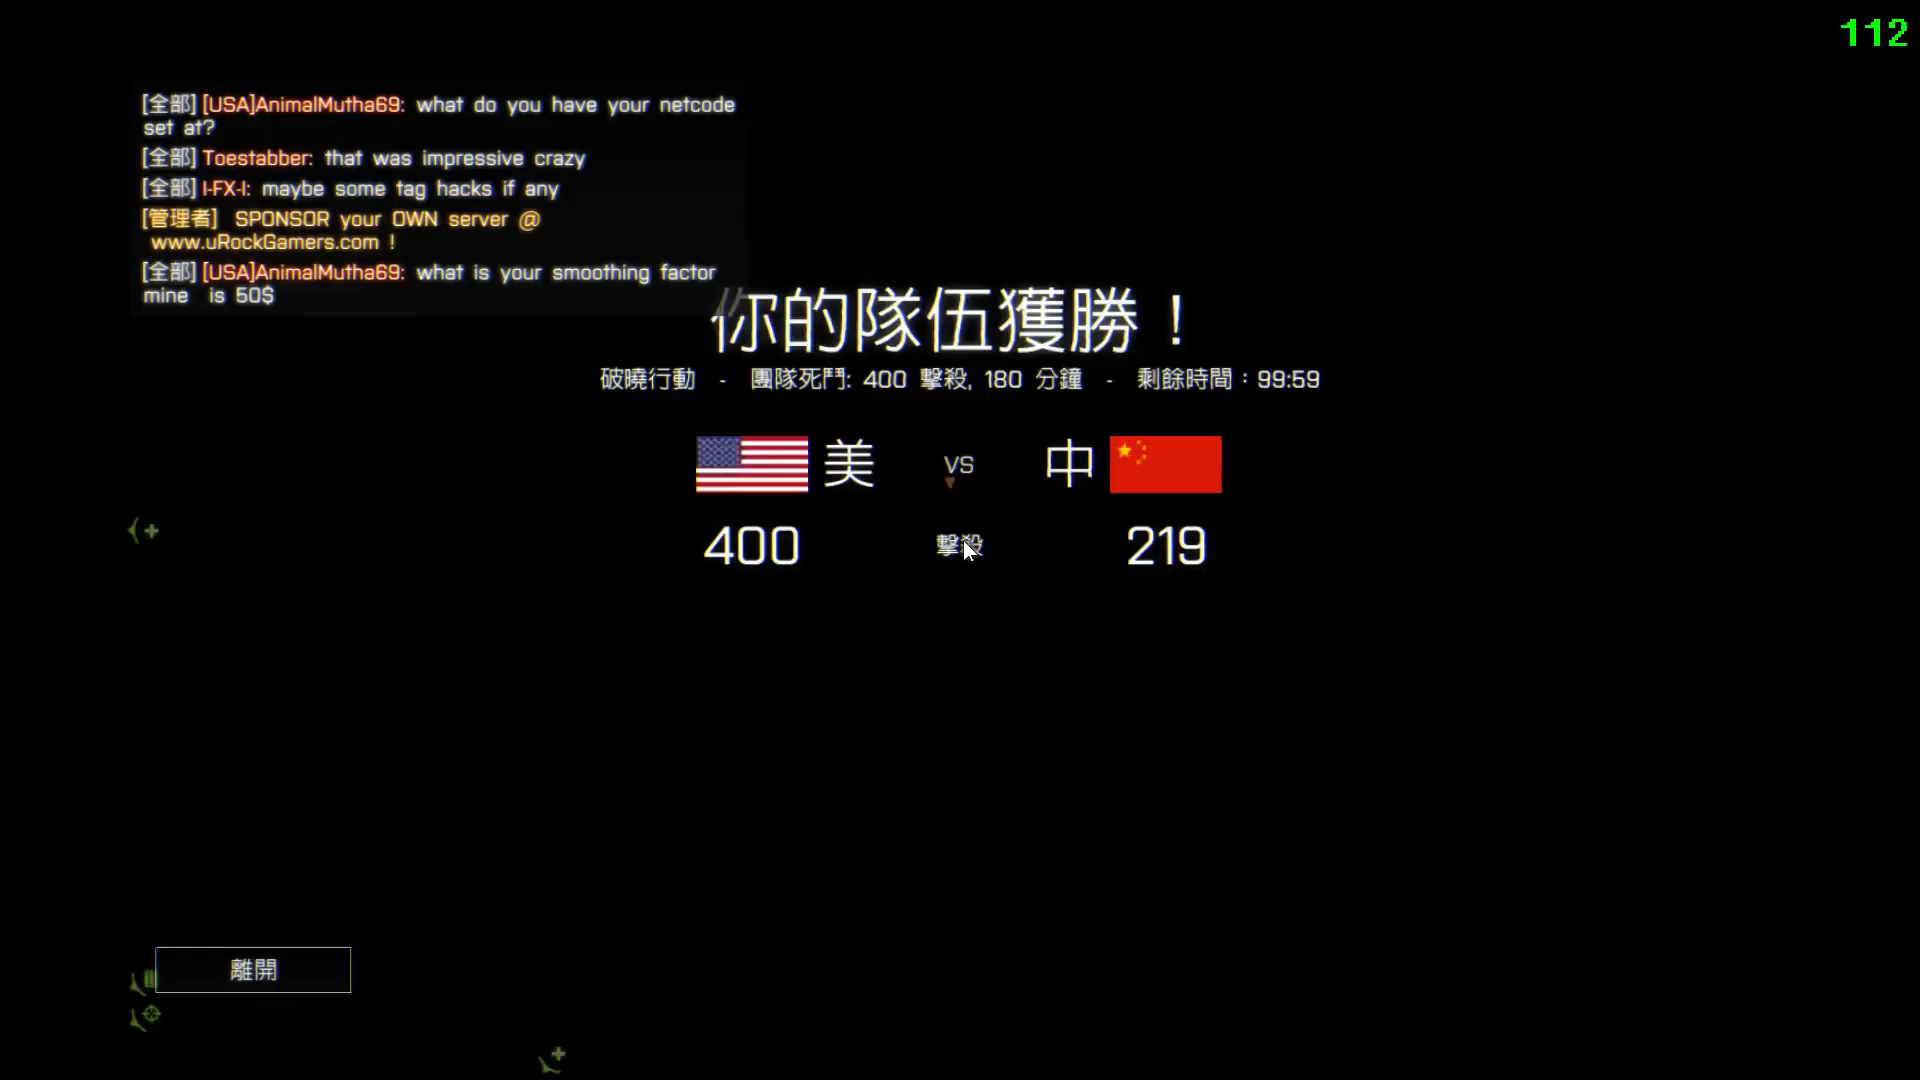 112
[全部] [USA]AnimalMutha69: what do you have your netcode
set at?
[全部] Toestabber: that was impressive crazy
[全部] I-FX-I: maybe some tag hacks if any
[管理者] SPONSOR your OWN server @
www.uRockGamers.com !
[全部] [USA]AnimalMutha69: what is your smoothing factor
mine is 50$
你的隊伍獲勝！
破曉行動 - 團隊死鬥: 400 擊殺, 180 分鐘 - 剩餘時間：99:59
美 VS 中
400 擊殺 219
離開